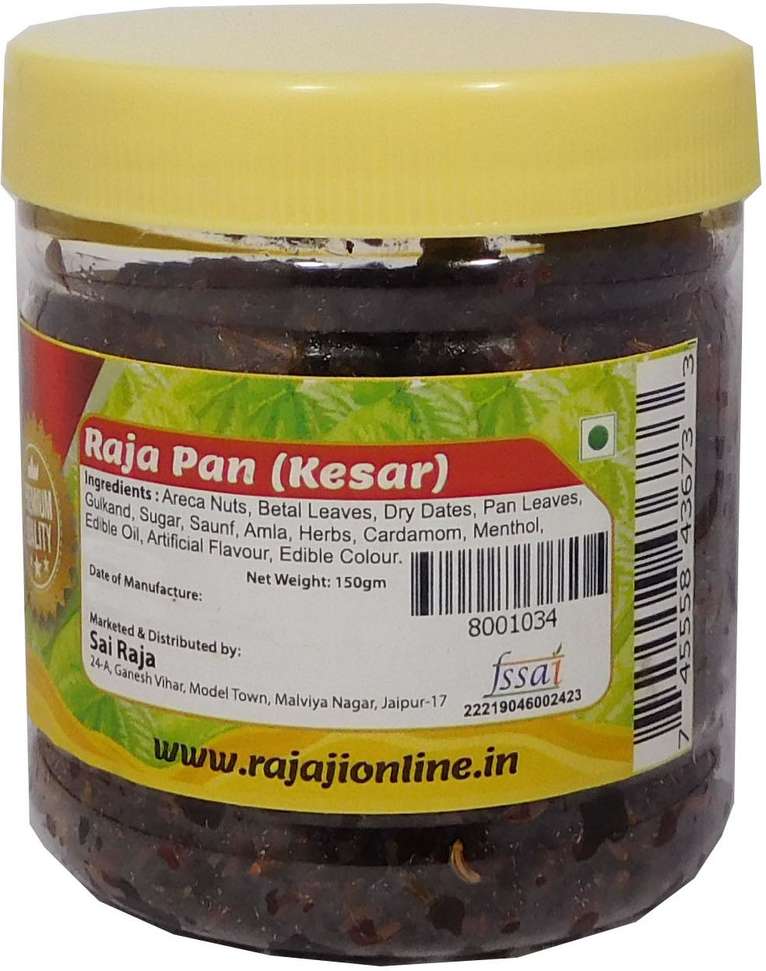 Raja Pan (Kesar)
Ingredients : Areca Nuts, Betal Leaves, Dry Dates, Pan Leaves,
Gulkand, Sugar, Saunf, Amla, Herbs, Cardamom, Menthol,
Edible Oil, Artificial Flavour, Edible Colour.
Date of Manufacture:
Net Weight: 150gm
8001034
Marketed & Distributed by:
Sai Raja
24-A, Ganesh Vihar, Model Town, Malviya Nagar, Jaipur-17
fssai
22219046002423
www.rajajionline.in
7 45558 43673 3